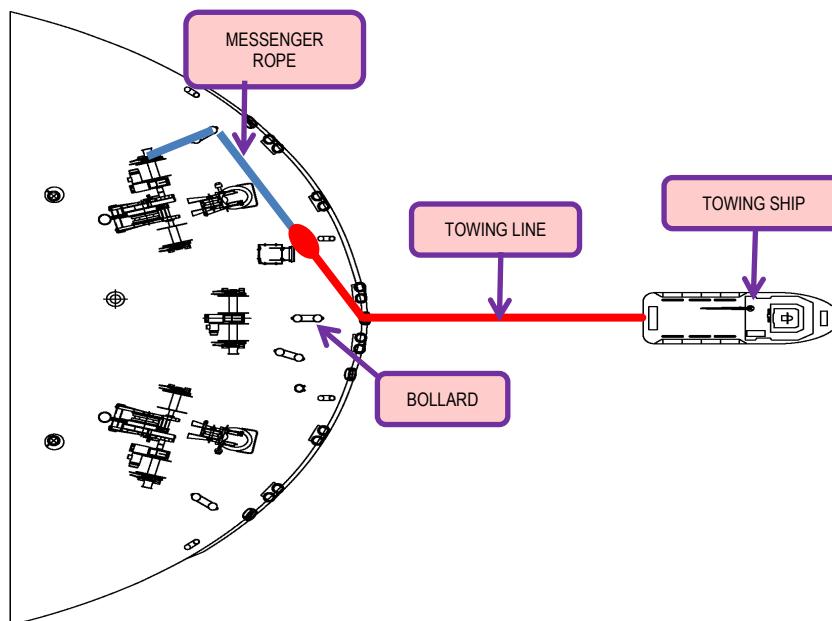 MESSENGER
ROPE
TOWING LINE
TOWING SHIP
BOLLARD